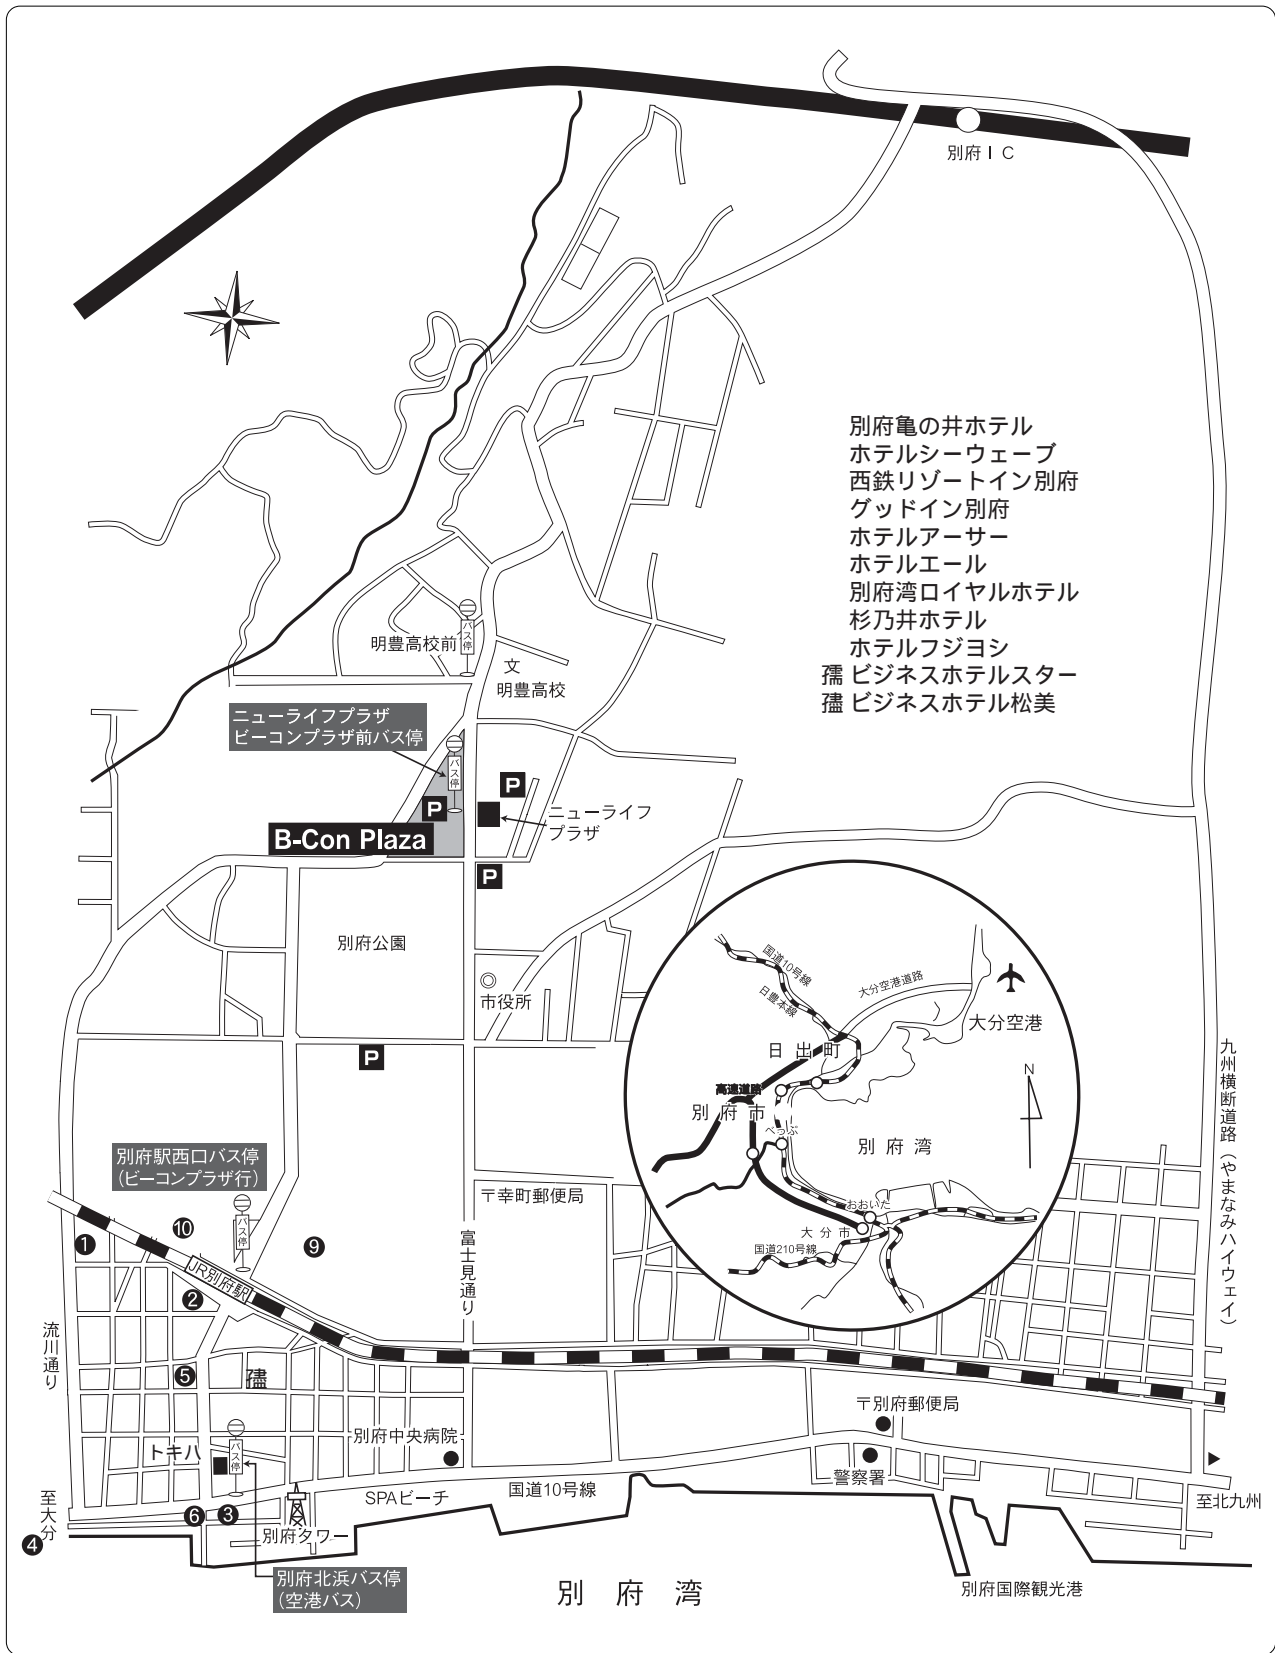 別府IC
別府亀の井ホテル
ホテルシーウェーブ
西鉄リゾートイン別府
グッドイン別府
ホテルアーサー
ホテルエール
別府湾ロイヤルホテル
杉乃井ホテル
ホテルフジヨシ
孺 ビジネスホテルスター
孻 ビジネスホテル松美
バス停
明豊高校前
文
明豊高校
ニューライフプラザ
ビーコンプラザ前バス停
バス停
P
P
ニューライフ
プラザ
B-Con Plaza
P
別府公園
市役所
P
国道10号線
日豊本線
大分空港道路
大分空港
日出町
高速道路
別府市
べっぷ
別府湾
N
おおいた
大分市
国道210号線
九州横断道路(やまなみハイウェイ)
別府駅西口バス停
(ビーコンプラザ行)
バス停
〒幸町郵便局
富士見通り
❶
❿
❾
JR別府駅
❷
流川通り
❺
孻
〒別府郵便局
トキハ
バス停
別府中央病院
警察署
SPAビーチ
国道10号線
至北九州
至大分
❹
❻
❸
別府タワー
別府北浜バス停
(空港バス)
別府湾
別府国際観光港